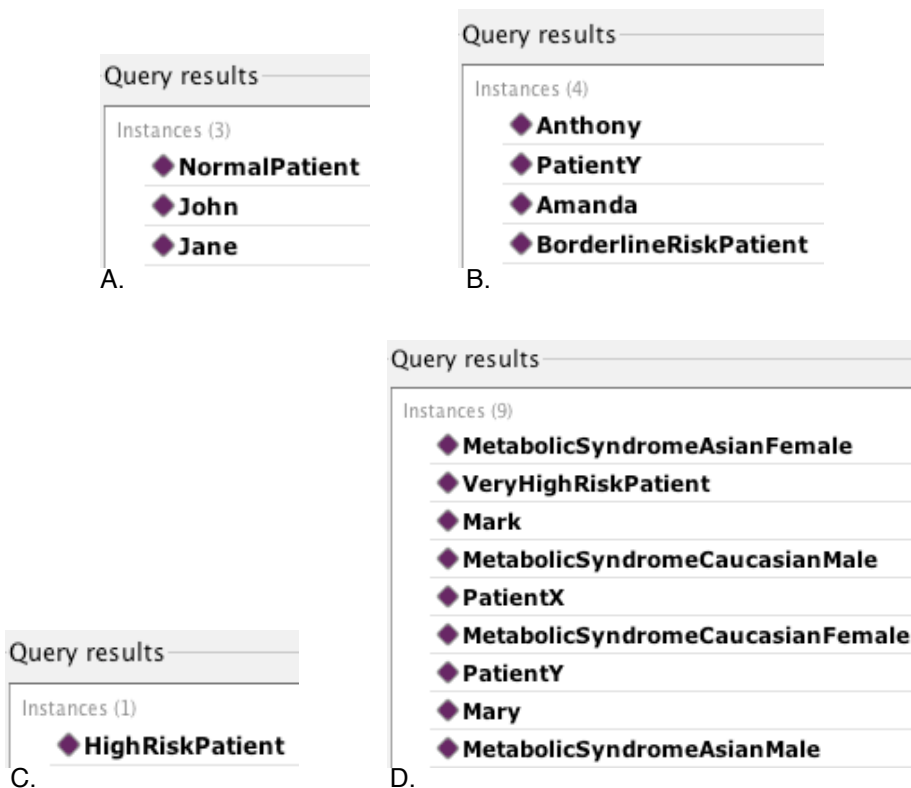 Query results
Instances (3)
NormalPatient
John
Jane
A.
Query results
Instances (4)
Anthony
PatientY
Amanda
BorderlineRiskPatient
B.
Query results
Instances (1)
HighRiskPatient
C.
Query results
Instances (9)
MetabolicSyndromeAsianFemale
VeryHighRiskPatient
Mark
MetabolicSyndromeCaucasianMale
PatientX
MetabolicSyndromeCaucasianFemale
PatientY
Mary
MetabolicSyndromeAsianMale
D.